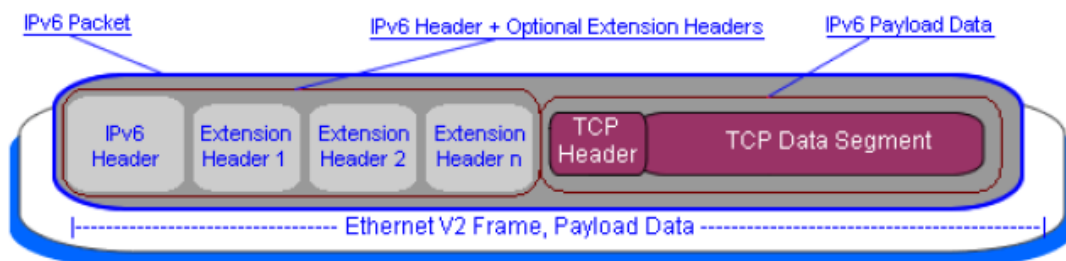 IPv6 Packet
IPv6 Header + Optional Extension Headers
IPv6 Payload Data
IPv6
Header
Extension
Header 1
Extension
Header 2
Extension
Header n
TCP
Header
TCP Data Segment
|---------------------------------- Ethernet V2 Frame, Payload Data --------------------------------------------|